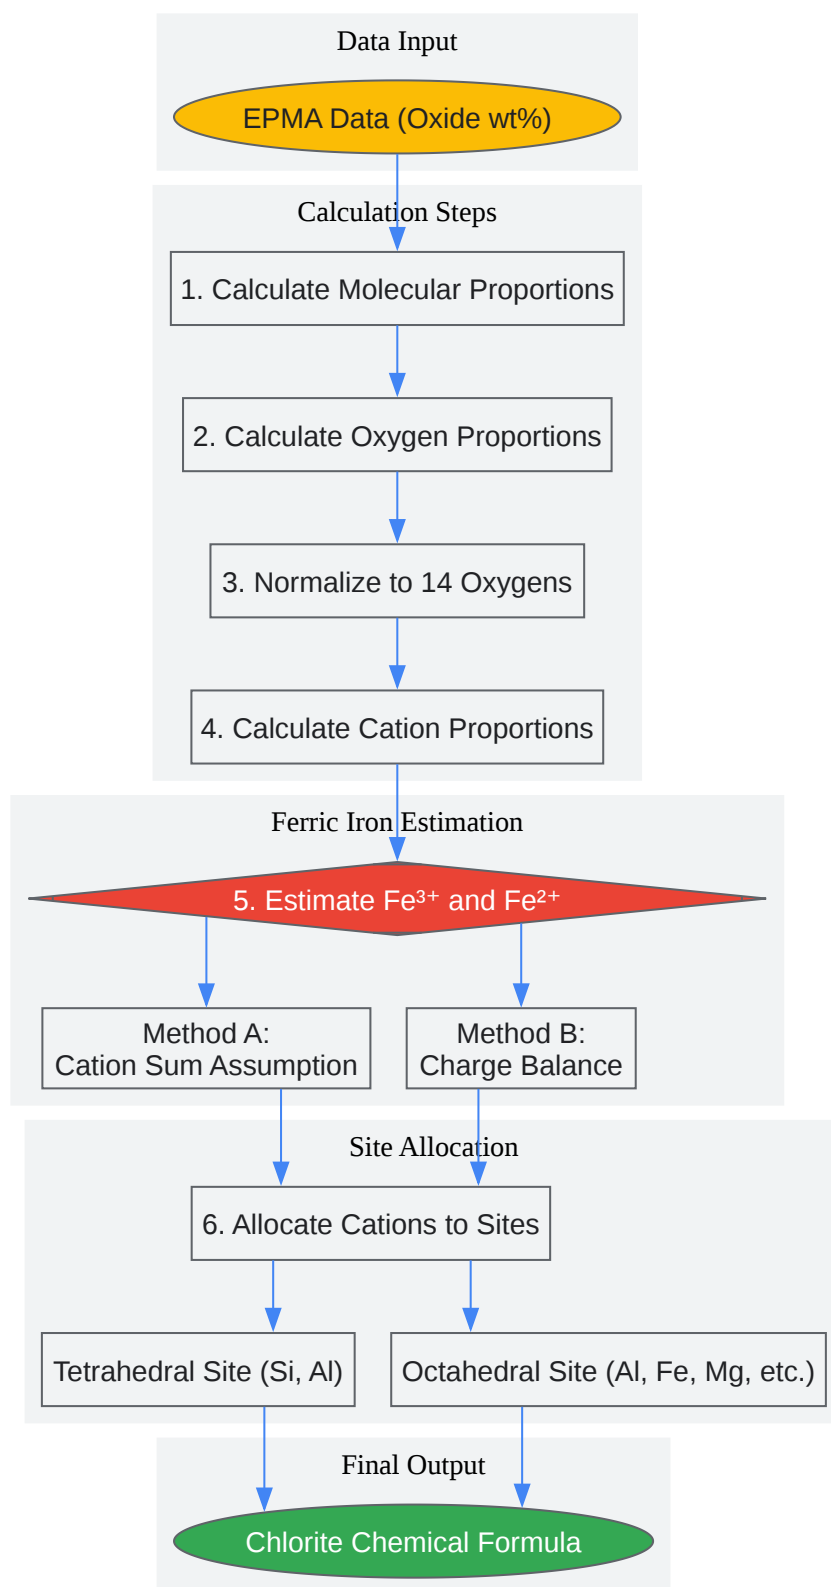 Data Input
EPMA Data (Oxide wt%)
Calculation Steps
1. Calculate Molecular Proportions
2. Calculate Oxygen Proportions
3. Normalize to 14 Oxygens
4. Calculate Cation Proportions
Ferric Iron Estimation
5. Estimate Fe³⁺ and Fe²⁺
Method A:
Cation Sum Assumption
Method B:
Charge Balance
Site Allocation
6. Allocate Cations to Sites
Tetrahedral Site (Si, Al)
Octahedral Site (Al, Fe, Mg, etc.)
Final Output
Chlorite Chemical Formula